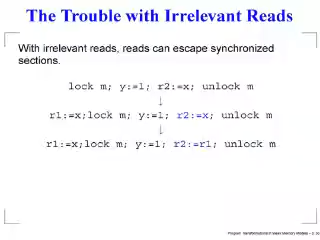 The Trouble with Irrelevant Reads
With irrelevant reads, reads can escape synchronized
sections.
lock m; y:=1; r2:=x; unlock m
↓
r1:=x;lock m; y:=1; r2:=x; unlock m
↓
r1:=x;lock m; y:=1; r2:=r1; unlock m